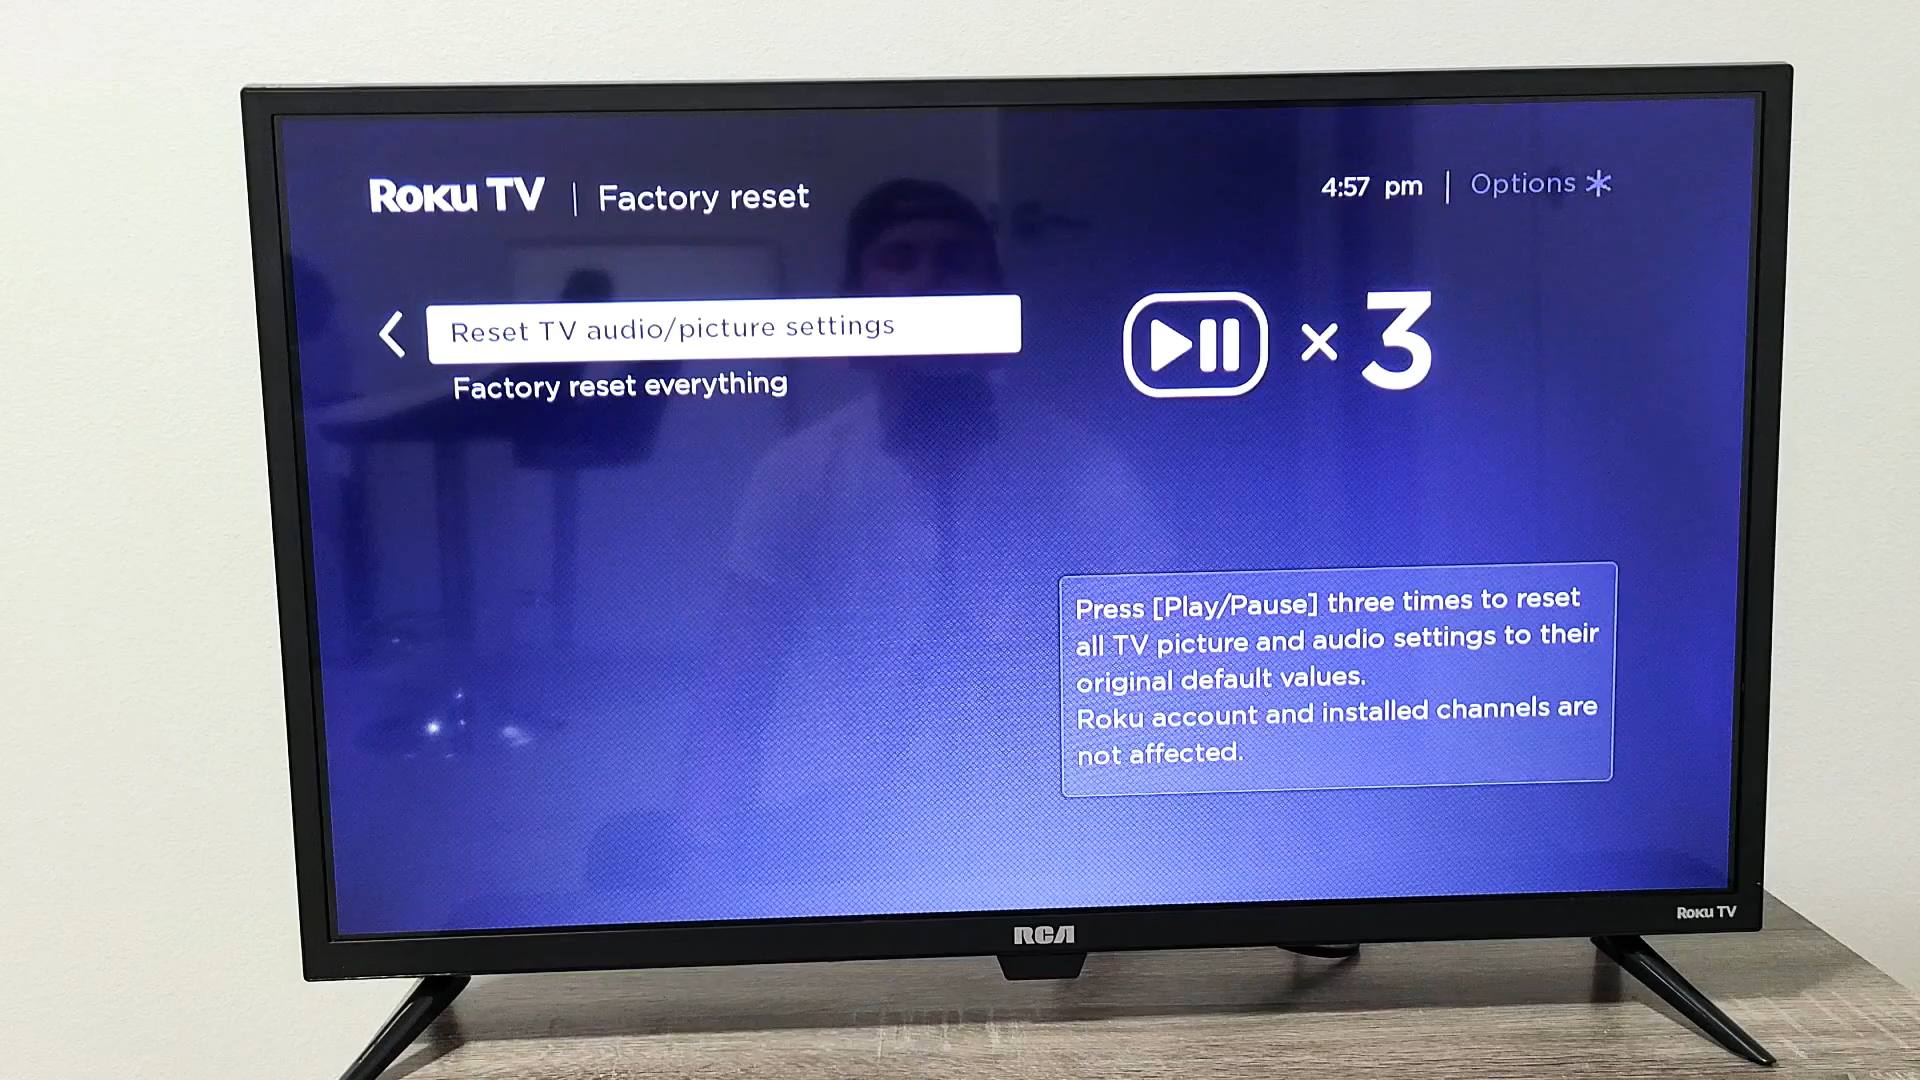 Roku TV | Factory reset
4:57 pm | Options
Reset TV audio/picture settings
Factory reset everything
× 3
Press [Play/Pause] three times to reset
all TV picture and audio settings to their
original default values.
Roku account and installed channels are
not affected.
RCA
Roku TV